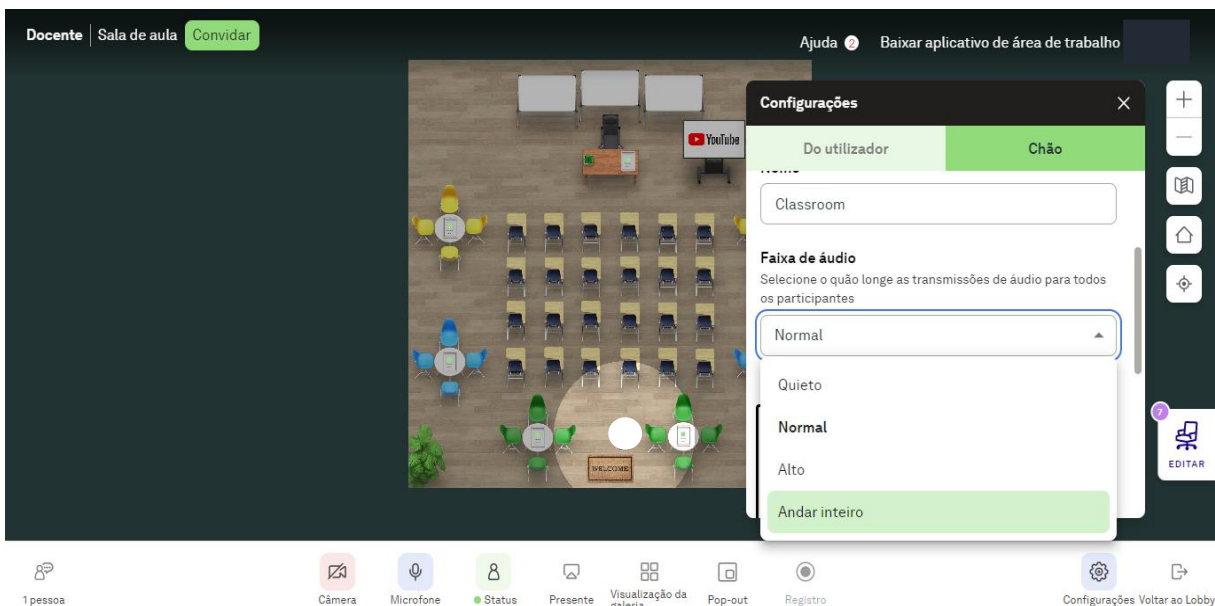 Docente | Sala de aula Convidar
Ajuda 2 Baixar aplicativo de área de trabalho
Configurações
Do utilizador Chão
Nome
Classroom
Faixa de áudio
Selecione o quão longe as transmissões de áudio para todos
os participantes
Normal
Quieto
Normal
Alto
Andar inteiro
YouTube
WELCOME
7
EDITAR
1 pessoa
Câmera
Microfone
Status
Presente
Visualização da
galeria
Pop-out
Registro
Configurações
Voltar ao Lobby